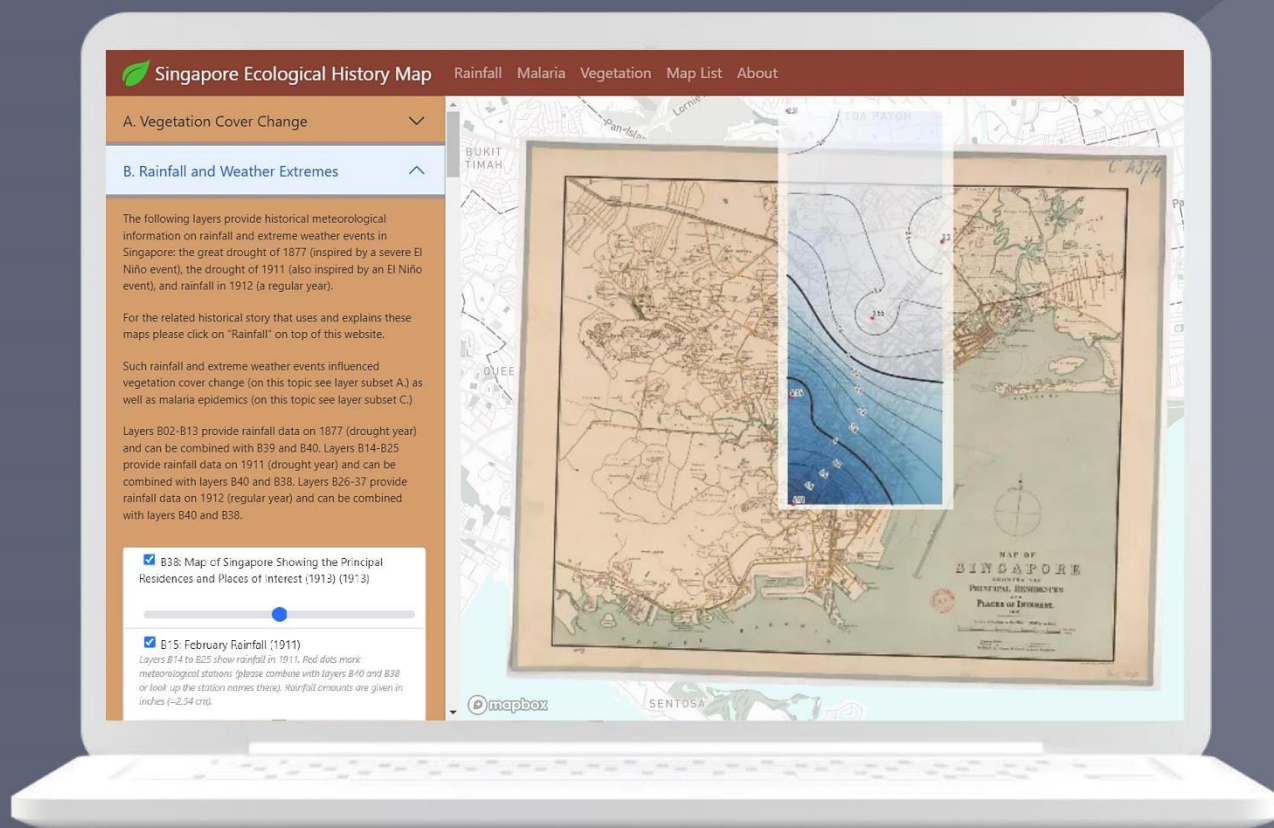 Singapore Ecological History Map
Rainfall Malaria Vegetation Map List About
A. Vegetation Cover Change
B. Rainfall and Weather Extremes
The following layers provide historical meteorological
information on rainfall and extreme weather events in
Singapore: the great drought of 1877 (inspired by a severe El
Niño event), the drought of 1911 (also inspired by an El Niño
event), and rainfall in 1912 (a regular year).
For the related historical story that uses and explains these
maps please click on "Rainfall" on top of this website.
Such rainfall and extreme weather events influenced
vegetation cover change (on this topic see layer subset A.) as
well as malaria epidemics (on this topic see layer subset C.)
Layers B02-B13 provide rainfall data on 1877 (drought year)
and can be combined with B39 and B40. Layers B14-B25
provide rainfall data on 1911 (drought year) and can be
combined with layers B40 and B38. Layers B26-37 provide
rainfall data on 1912 (regular year) and can be combined
with layers B40 and B38.
B38: Map of Singapore Showing the Principal
Residences and Places of Interest (1913) (1913)
B15: February Rainfall (1911)
Layers B14 to B25 show rainfall in 1911. Red dots mark
meteorological stations (please combine with layers B40 and B38
or look up the station names there). Rainfall amounts are given in
inches (=2,54 cm).
Lornie
TOA PAYOH
BUKIT
TIMAH
QUEE
C 4374
MAP OF
SINGAPORE
SHOWING THE
PRINCIPAL RESIDENCES
AND
PLACES OF INTEREST.
mapbox
SENTOSA